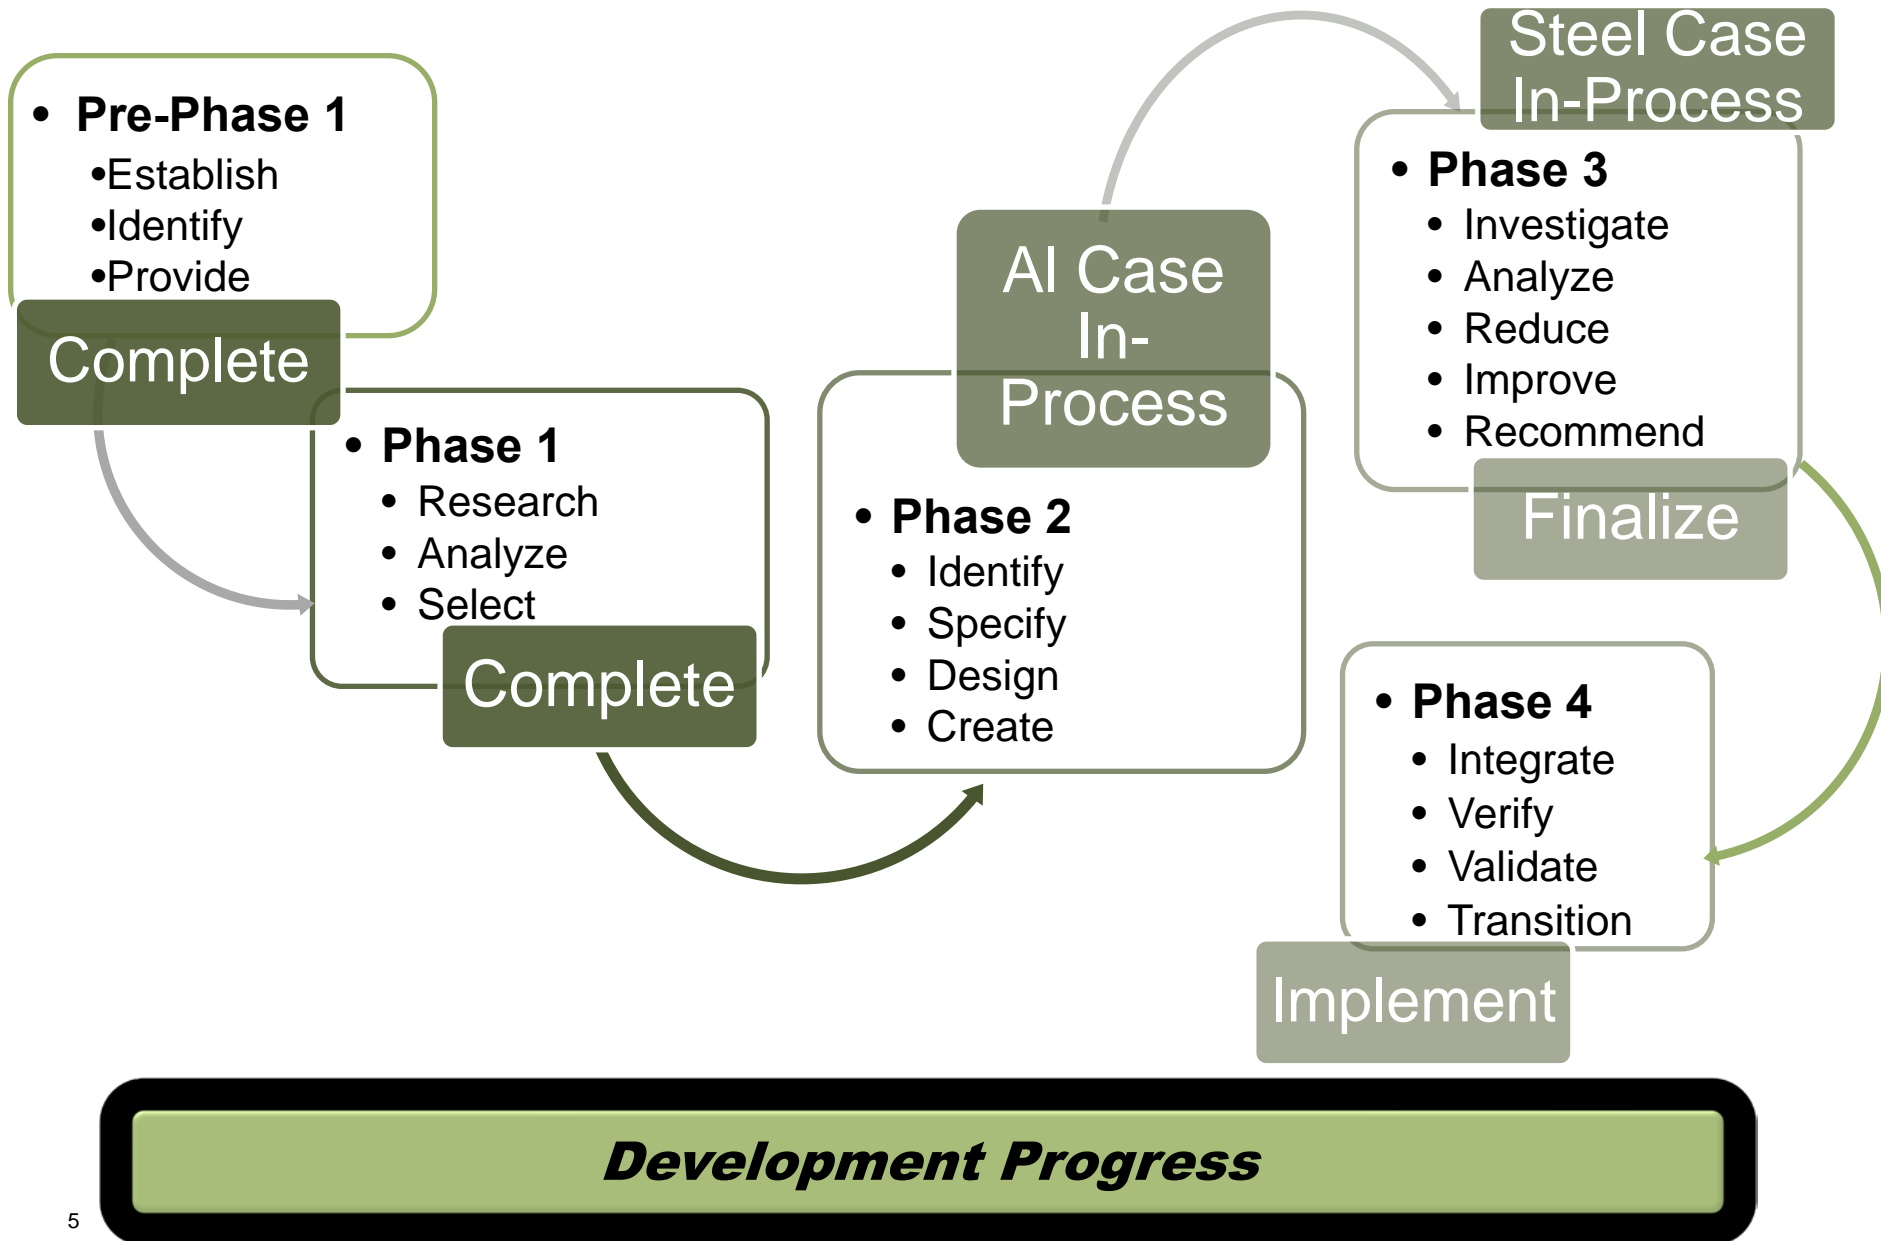 • Pre-Phase 1
•Establish
•Identify
•Provide
Complete
• Phase 1
• Research
• Analyze
• Select
Complete
Al Case
In-
Process
• Phase 2
• Identify
• Specify
• Design
• Create
Steel Case
In-Process
• Phase 3
• Investigate
• Analyze
• Reduce
• Improve
• Recommend
Finalize
• Phase 4
• Integrate
• Verify
• Validate
• Transition
Implement
Development Progress
5